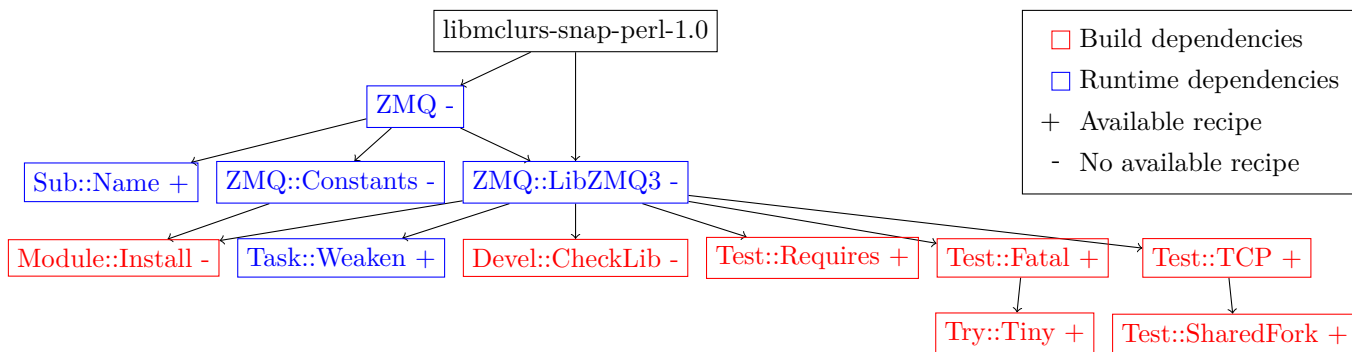 libmclurs-snap-perl-1.0
Build dependencies
Runtime dependencies
+ Available recipe
- No available recipe
ZMQ -
Sub::Name +
ZMQ::Constants -
ZMQ::LibZMQ3 -
Module::Install -
Task::Weaken +
Devel::CheckLib -
Test::Requires +
Test::Fatal +
Test::TCP +
Try::Tiny +
Test::SharedFork +